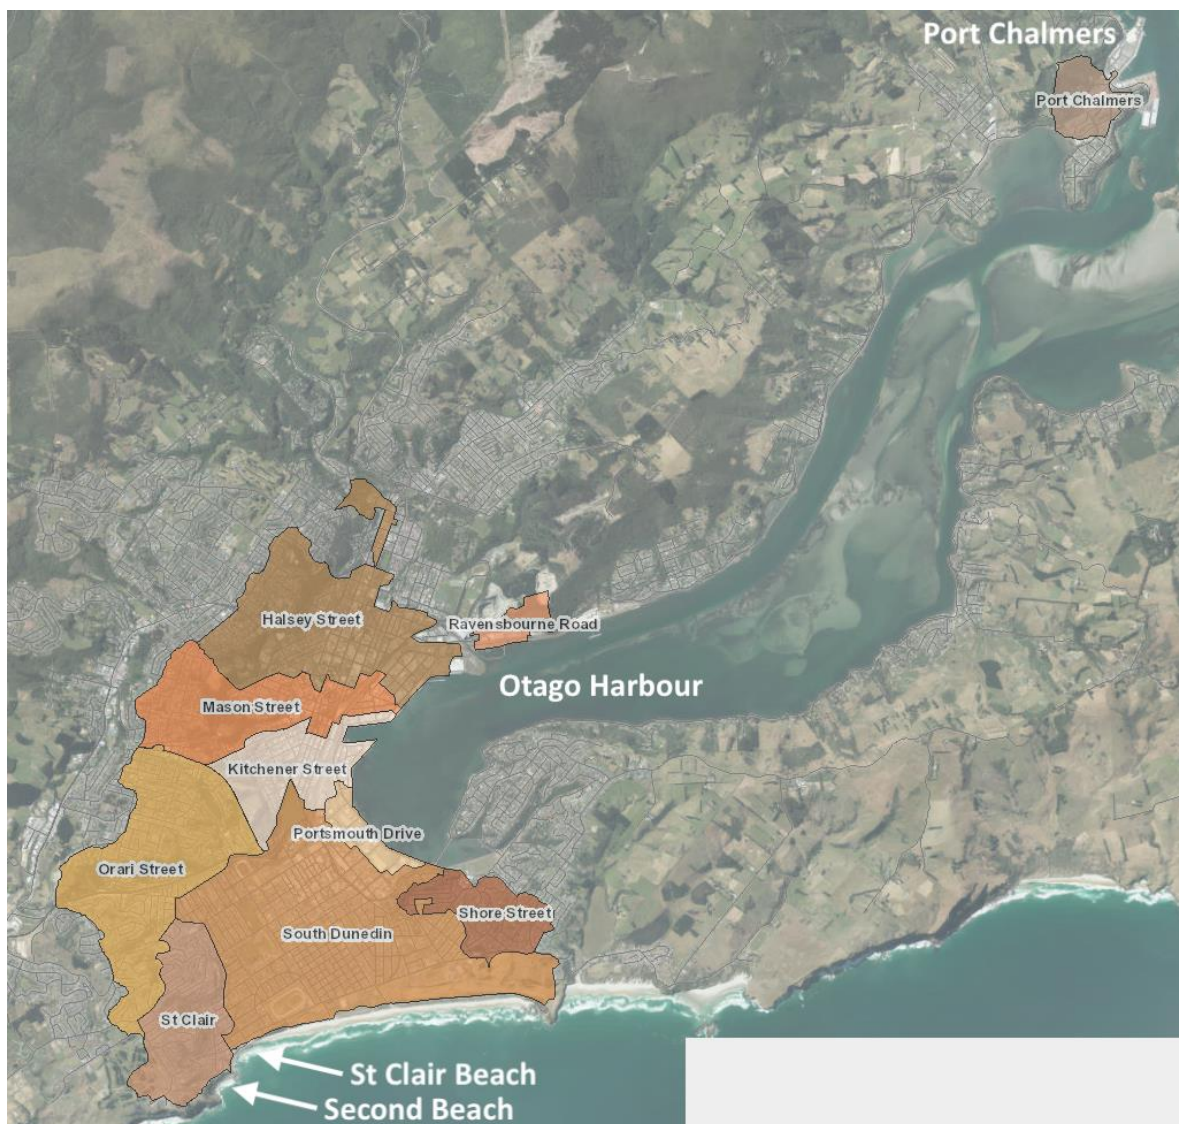 Port Chalmers
Port Chalmers
Halsey Street
Ravensbourne Road
Otago Harbour
Mason Street
Kitchener Street
Portsmouth Drive
Orari Street
Shore Street
South Dunedin
St Clair
St Clair Beach
Second Beach